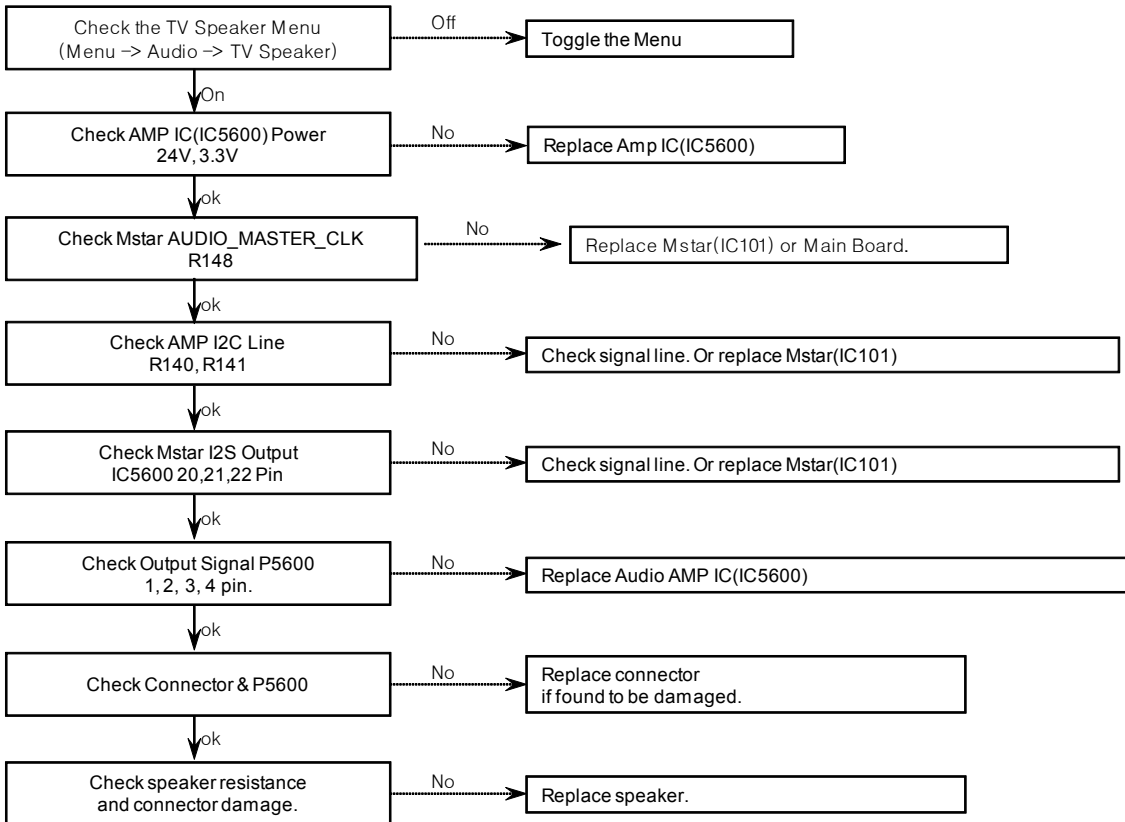 Check the TV Speaker Menu
(Menu -> Audio -> TV Speaker)
Off
Toggle the Menu
On
Check AMP IC(IC5600) Power
24V, 3.3V
No
Replace Amp IC(IC5600)
ok
Check Mstar AUDIO_MASTER_CLK
R148
No
Replace Mstar(IC101) or Main Board.
ok
Check AMP I2C Line
R140, R141
No
Check signal line. Or replace Mstar(IC101)
ok
Check Mstar I2S Output
IC5600 20,21,22 Pin
No
Check signal line. Or replace Mstar(IC101)
ok
Check Output Signal P5600
1, 2, 3, 4 pin.
No
Replace Audio AMP IC(IC5600)
ok
Check Connector & P5600
No
Replace connector
if found to be damaged.
ok
Check speaker resistance
and connector damage.
No
Replace speaker.